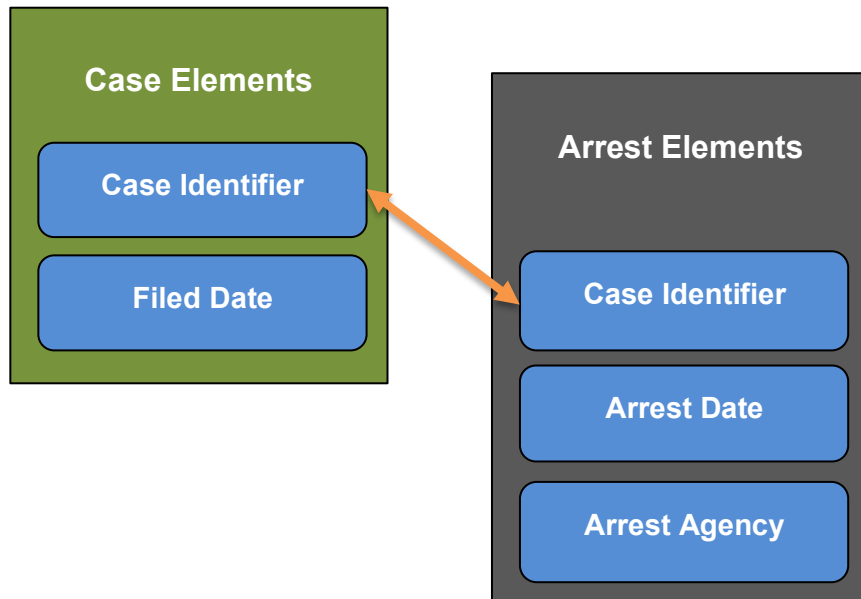 Case Elements
Case Identifier
Filed Date
Arrest Elements
Case Identifier
Arrest Date
Arrest Agency